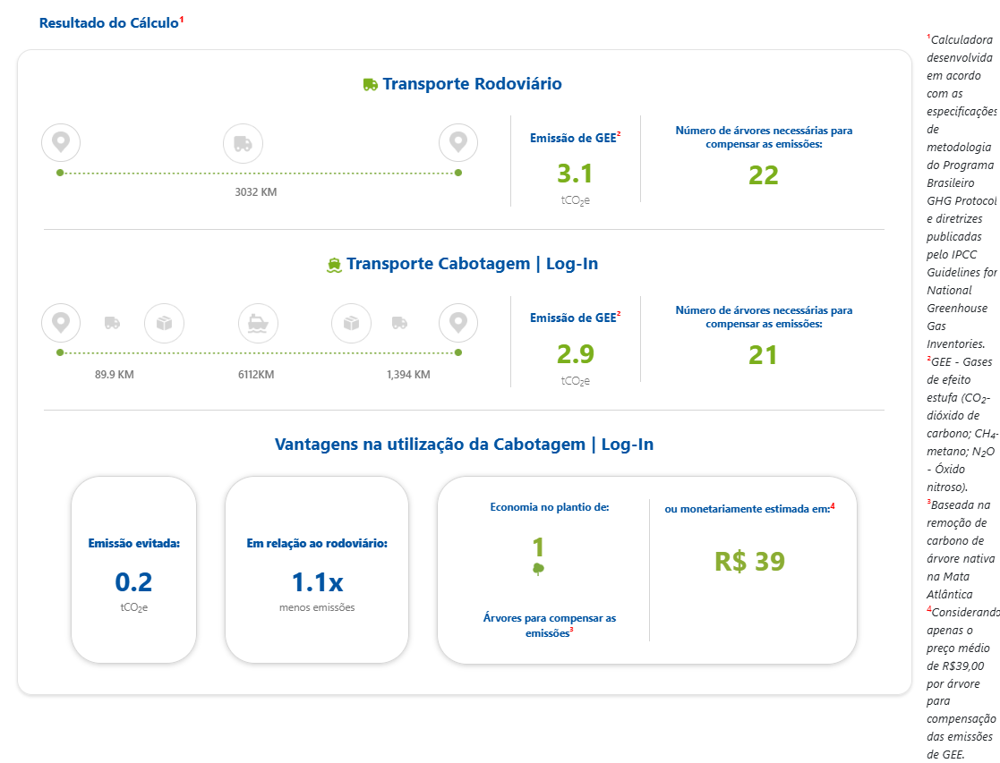 Resultado do Cálculo¹
Transporte Rodoviário
3032 KM
Emissão de GEE²
3.1
tCO₂e
Número de árvores necessárias para
compensar as emissões:
22
Transporte Cabotagem | Log-In
89.9 KM
6112KM
1,394 KM
Emissão de GEE²
2.9
tCO₂e
Número de árvores necessárias para
compensar as emissões:
21
Vantagens na utilização da Cabotagem | Log-In
Emissão evitada:
0.2
tCO₂e
Em relação ao rodoviário:
1.1x
menos emissões
Economia no plantio de:
1
Árvores para compensar as
emissões³
ou monetariamente estimada em:⁴
R$ 39
¹Calculadora
desenvolvida
em acordo
com as
especificações
de
metodologia
do Programa
Brasileiro
GHG Protocol
e diretrizes
publicadas
pelo IPCC
Guidelines for
National
Greenhouse
Gas
Inventories.
²GEE - Gases
de efeito
estufa (CO₂-
dióxido de
carbono; CH₄-
metano; N₂O
- Óxido
nitroso).
³Baseada na
remoção de
carbono de
árvore nativa
na Mata
Atlântica
⁴Considerando
apenas o
preço médio
de R$39,00
por árvore
para
compensação
das emissões
de GEE.